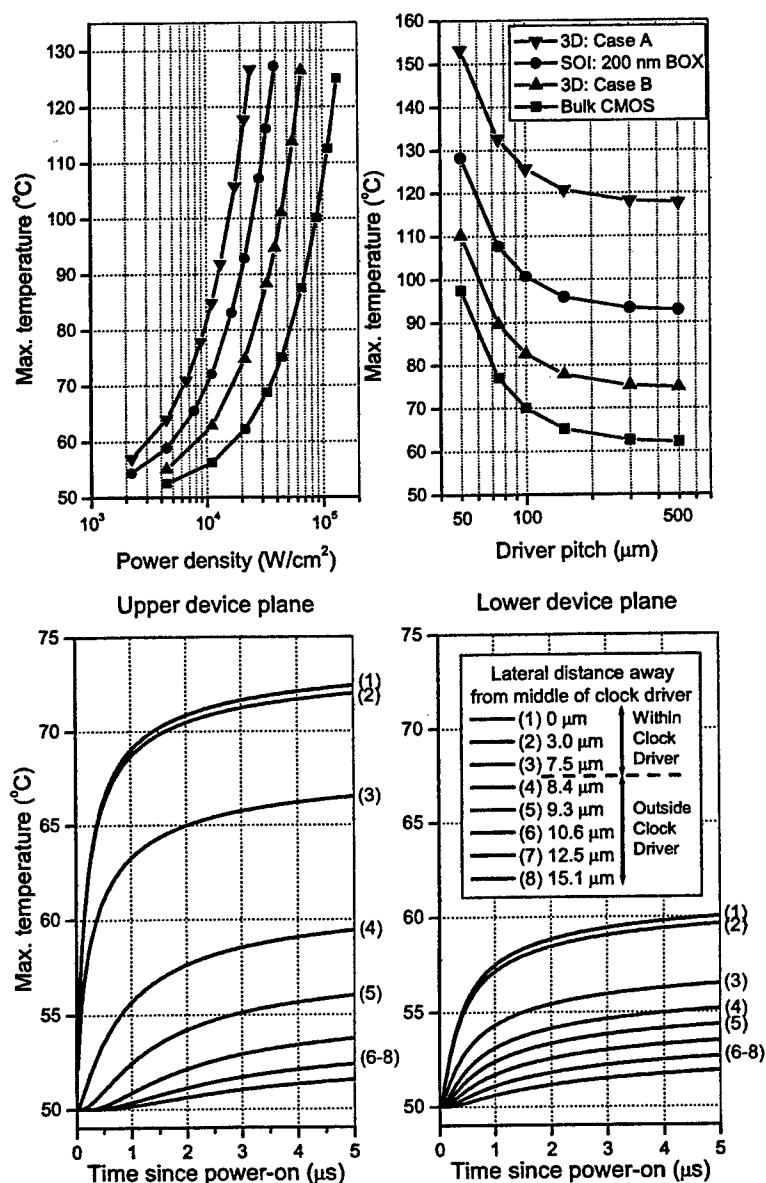 130
120
110
100
90
80
70
60
50
Max. temperature (°C)
10³
10⁴
10⁵
Power density (W/cm²)
160
150
140
130
120
110
100
90
80
70
60
50
Max. temperature (°C)
3D: Case A
SOI: 200 nm BOX
3D: Case B
Bulk CMOS
50
100
500
Driver pitch (µm)
Upper device plane
75
70
65
60
55
50
Max. temperature (°C)
(1)
(2)
(3)
(4)
(5)
(6-8)
0
1
2
3
4
5
Time since power-on (µs)
Lower device plane
75
70
65
60
55
50
Lateral distance away
from middle of clock driver
(1) 0 µm
(2) 3.0 µm
(3) 7.5 µm
(4) 8.4 µm
(5) 9.3 µm
(6) 10.6 µm
(7) 12.5 µm
(8) 15.1 µm
Within
Clock
Driver
Outside
Clock
Driver
(1)
(2)
(3)
(4)
(5)
(6-8)
0
1
2
3
4
5
Time since power-on (µs)